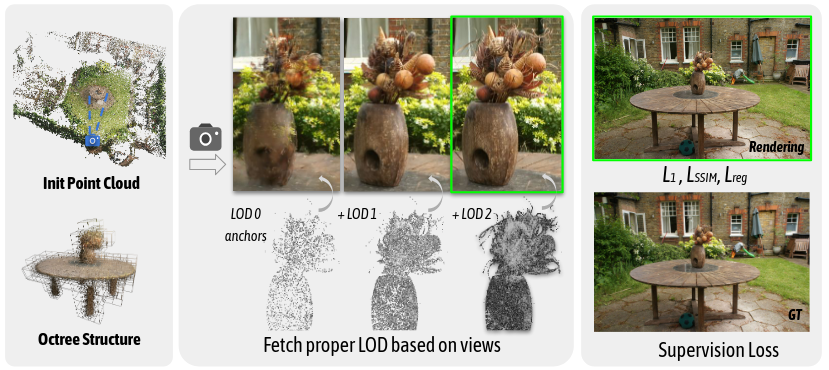 Init Point Cloud
Octree Structure
LOD 0
anchors
+ LOD 1
+ LOD 2
Fetch proper LOD based on views
Rendering
L1 , LSSIM, Lreg
GT
Supervision Loss